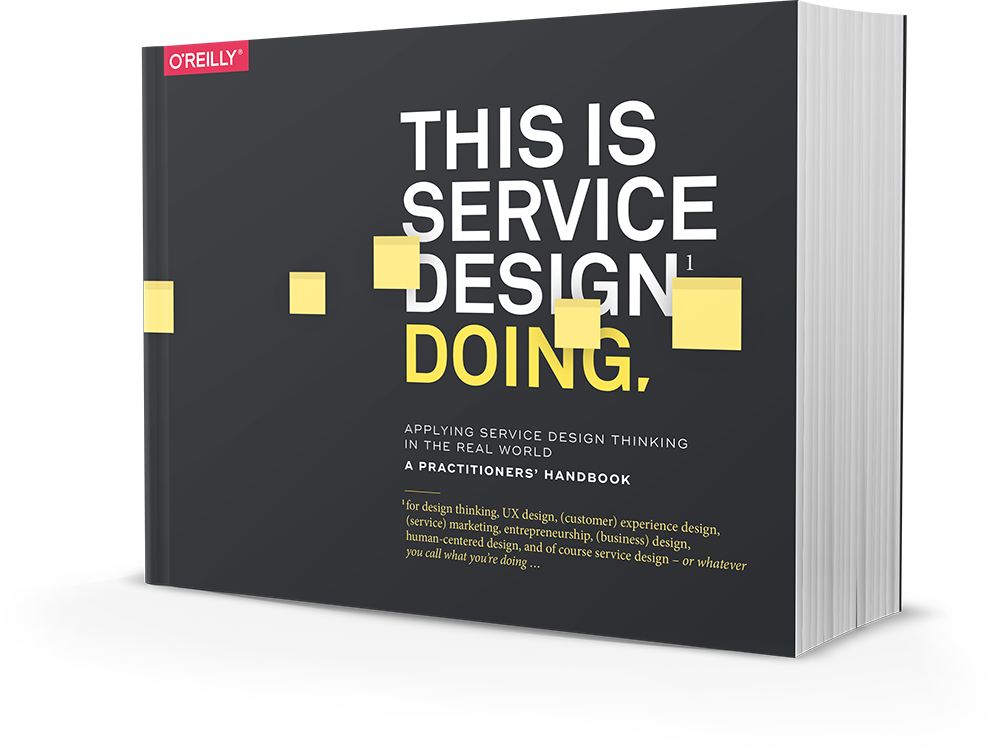 O'REILLY®
THIS IS
SERVICE
DESIGN¹
DOING.
APPLYING SERVICE DESIGN THINKING
IN THE REAL WORLD
A PRACTITIONERS’ HANDBOOK
¹ for design thinking, UX design, (customer) experience design,
(service) marketing, entrepreneurship, (business) design,
human-centered design, and of course service design – or whatever
you call what you’re doing ...